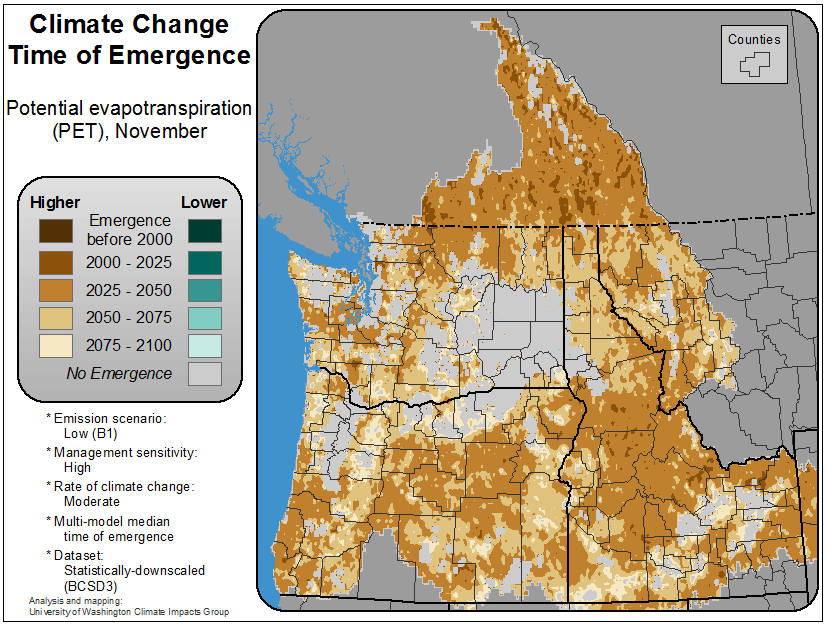 Climate Change
Time of Emergence
Potential evapotranspiration
(PET), November
Higher Lower
Emergence
before 2000
2000 - 2025
2025 - 2050
2050 - 2075
2075 - 2100
No Emergence
* Emission scenario:
Low (B1)
* Management sensitivity:
High
* Rate of climate change:
Moderate
* Multi-model median
time of emergence
* Dataset:
Statistically-downscaled
(BCSD3)
Analysis and mapping:
University of Washington Climate Impacts Group
Counties